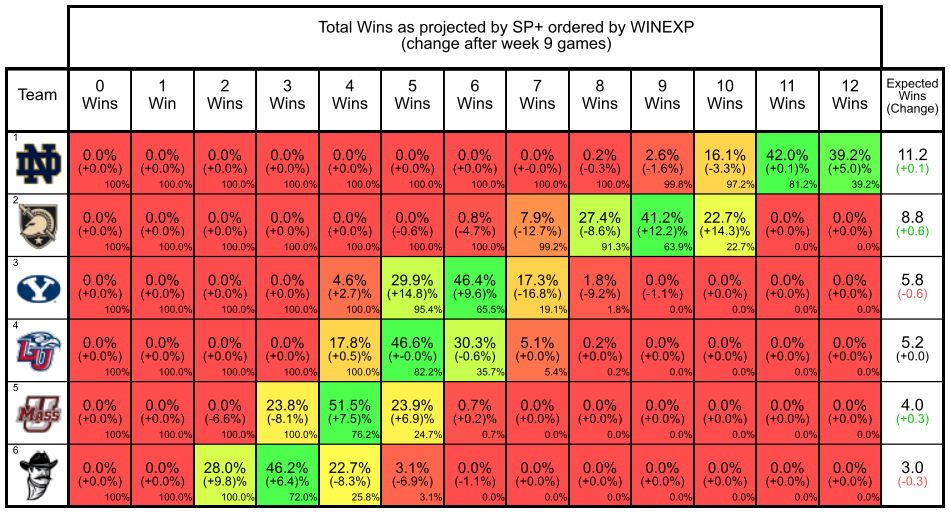 Total Wins as projected by SP+ ordered by WINEXP
(change after week 9 games)
Team 0 Wins 1 Win 2 Wins 3 Wins 4 Wins 5 Wins 6 Wins 7 Wins 8 Wins 9 Wins 10 Wins 11 Wins 12 Wins Expected Wins (Change)
1
ND
0.0% 0.0% 0.0% 0.0% 0.0% 0.0% 0.0% 0.0% 0.2% 2.6% 16.1% 42.0% 39.2% 11.2
(+0.0%) (+0.0%) (+0.0%) (+0.0%) (+0.0%) (+0.0%) (+0.0%) (+-0.0%) (-0.3%) (-1.6%) (-3.3%) (+0.1)% (+5.0)% (+0.1)
100% 100.0% 100.0% 100.0% 100.0% 100.0% 100.0% 100.0% 100.0% 99.8% 97.2% 81.2% 39.2%
2
0.0% 0.0% 0.0% 0.0% 0.0% 0.0% 0.8% 7.9% 27.4% 41.2% 22.7% 0.0% 0.0% 8.8
(+0.0%) (+0.0%) (+0.0%) (+0.0%) (+0.0%) (-0.6%) (-4.7%) (-12.7%) (-8.6%) (+12.2)% (+14.3)% (+0.0%) (+0.0%) (+0.6)
100% 100.0% 100.0% 100.0% 100.0% 100.0% 100.0% 99.2% 91.3% 63.9% 22.7% 0.0% 0.0%
3
Y
0.0% 0.0% 0.0% 0.0% 4.6% 29.9% 46.4% 17.3% 1.8% 0.0% 0.0% 0.0% 0.0% 5.8
(+0.0%) (+0.0%) (+0.0%) (+0.0%) (+2.7)% (+14.8)% (+9.6)% (-16.8%) (-9.2%) (-1.1%) (+0.0%) (+0.0%) (+0.0%) (-0.6)
100% 100.0% 100.0% 100.0% 100.0% 95.4% 65.5% 19.1% 1.8% 0.0% 0.0% 0.0% 0.0%
4
LU
0.0% 0.0% 0.0% 0.0% 17.8% 46.6% 30.3% 5.1% 0.2% 0.0% 0.0% 0.0% 0.0% 5.2
(+0.0%) (+0.0%) (+0.0%) (+0.0%) (+0.5)% (+-0.0%) (-0.6%) (+0.0%) (+0.0%) (+0.0%) (+0.0%) (+0.0%) (+0.0%) (+0.0)
100% 100.0% 100.0% 100.0% 100.0% 82.2% 35.7% 5.4% 0.2% 0.0% 0.0% 0.0% 0.0%
5
U MASS
0.0% 0.0% 0.0% 23.8% 51.5% 23.9% 0.7% 0.0% 0.0% 0.0% 0.0% 0.0% 0.0% 4.0
(+0.0%) (+0.0%) (-6.6%) (-8.1%) (+7.5)% (+6.9)% (+0.2)% (+0.0%) (+0.0%) (+0.0%) (+0.0%) (+0.0%) (+0.0%) (+0.3)
100% 100.0% 100.0% 100.0% 76.2% 24.7% 0.7% 0.0% 0.0% 0.0% 0.0% 0.0% 0.0%
6
0.0% 0.0% 28.0% 46.2% 22.7% 3.1% 0.0% 0.0% 0.0% 0.0% 0.0% 0.0% 0.0% 3.0
(+0.0%) (+0.0%) (+9.8)% (+6.4)% (-8.3%) (-6.9%) (-1.1%) (+0.0%) (+0.0%) (+0.0%) (+0.0%) (+0.0%) (+0.0%) (-0.3)
100% 100.0% 100.0% 72.0% 25.8% 3.1% 0.0% 0.0% 0.0% 0.0% 0.0% 0.0% 0.0%